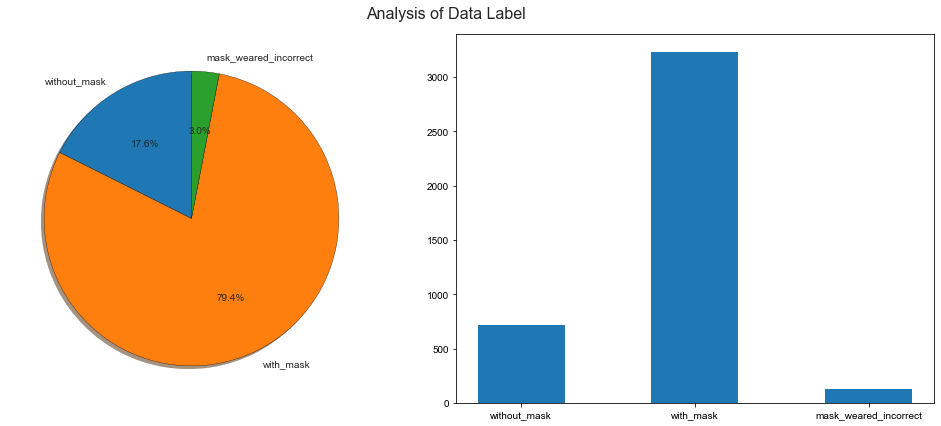 Analysis of Data Label
mask_weared_incorrect
without_mask
3.0%
17.6%
79.4%
with_mask
3000
2500
2000
1500
1000
500
0
without_mask with_mask mask_weared_incorrect